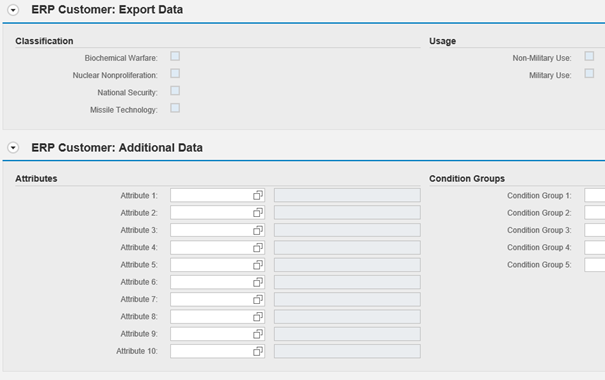 ERP Customer: Export Data
Classification
Biochemical Warfare:
Nuclear Nonproliferation:
National Security:
Missile Technology:
Usage
Non-Military Use:
Military Use:
ERP Customer: Additional Data
Attributes
Attribute 1:
Attribute 2:
Attribute 3:
Attribute 4:
Attribute 5:
Attribute 6:
Attribute 7:
Attribute 8:
Attribute 9:
Attribute 10:
Condition Groups
Condition Group 1:
Condition Group 2:
Condition Group 3:
Condition Group 4:
Condition Group 5: